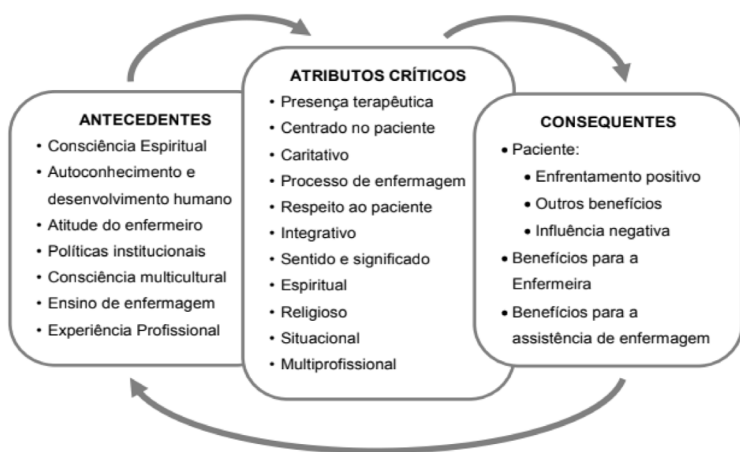 ANTECEDENTES
• Consciência Espiritual
• Autoconhecimento e
desenvolvimento humano
• Atitude do enfermeiro
• Políticas institucionais
• Consciência multicultural
• Ensino de enfermagem
• Experiência Profissional
ATRIBUTOS CRÍTICOS
• Presença terapêutica
• Centrado no paciente
• Caritativo
• Processo de enfermagem
• Respeito ao paciente
• Integrativo
• Sentido e significado
• Espiritual
• Religioso
• Situacional
• Multiprofissional
CONSEQUENTES
• Paciente:
• Enfrentamento positivo
• Outros benefícios
• Influência negativa
• Benefícios para a
Enfermeira
• Benefícios para a
assistência de enfermagem